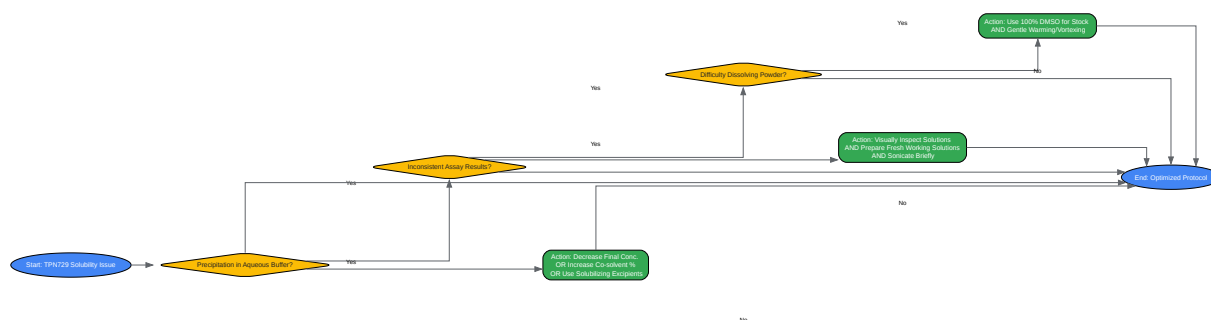 Yes
Action: Use 100% DMSO for Stock
AND Gentle Warming/Vortexing
Difficulty Dissolving Powder?
No
Yes
Action: Visually Inspect Solutions
AND Prepare Fresh Working Solutions
AND Sonicate Briefly
Yes
Inconsistent Assay Results?
End: Optimized Protocol
Yes
No
Start: TPN729 Solubility Issue
Precipitation in Aqueous Buffer?
Yes
Action: Decrease Final Conc.
OR Increase Co-solvent %
OR Use Solubilizing Excipients
No